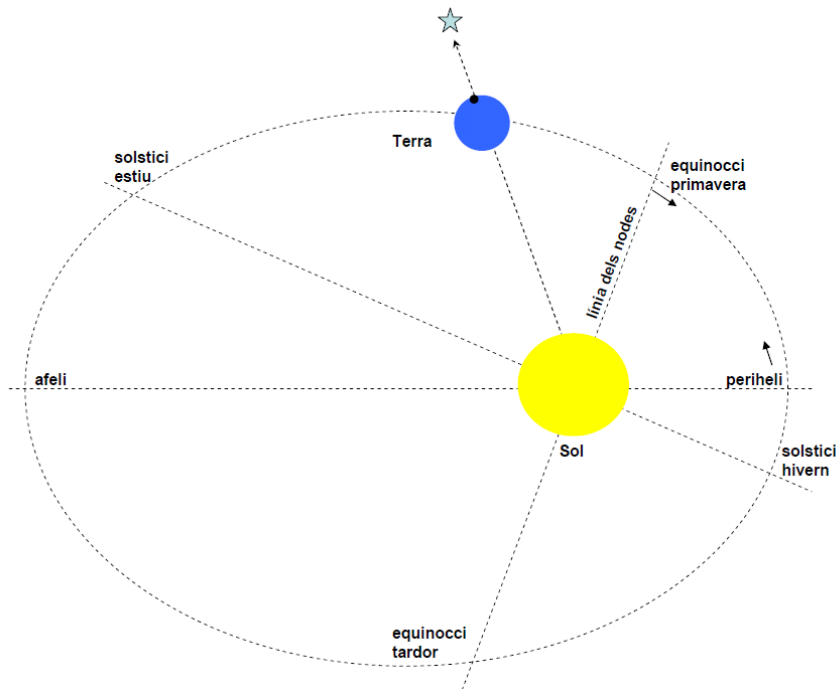 Terra
solstici
estiu
equinocci
primavera
línia dels nodes
afeli
periheli
Sol
solstici
hivern
equinocci
tardor